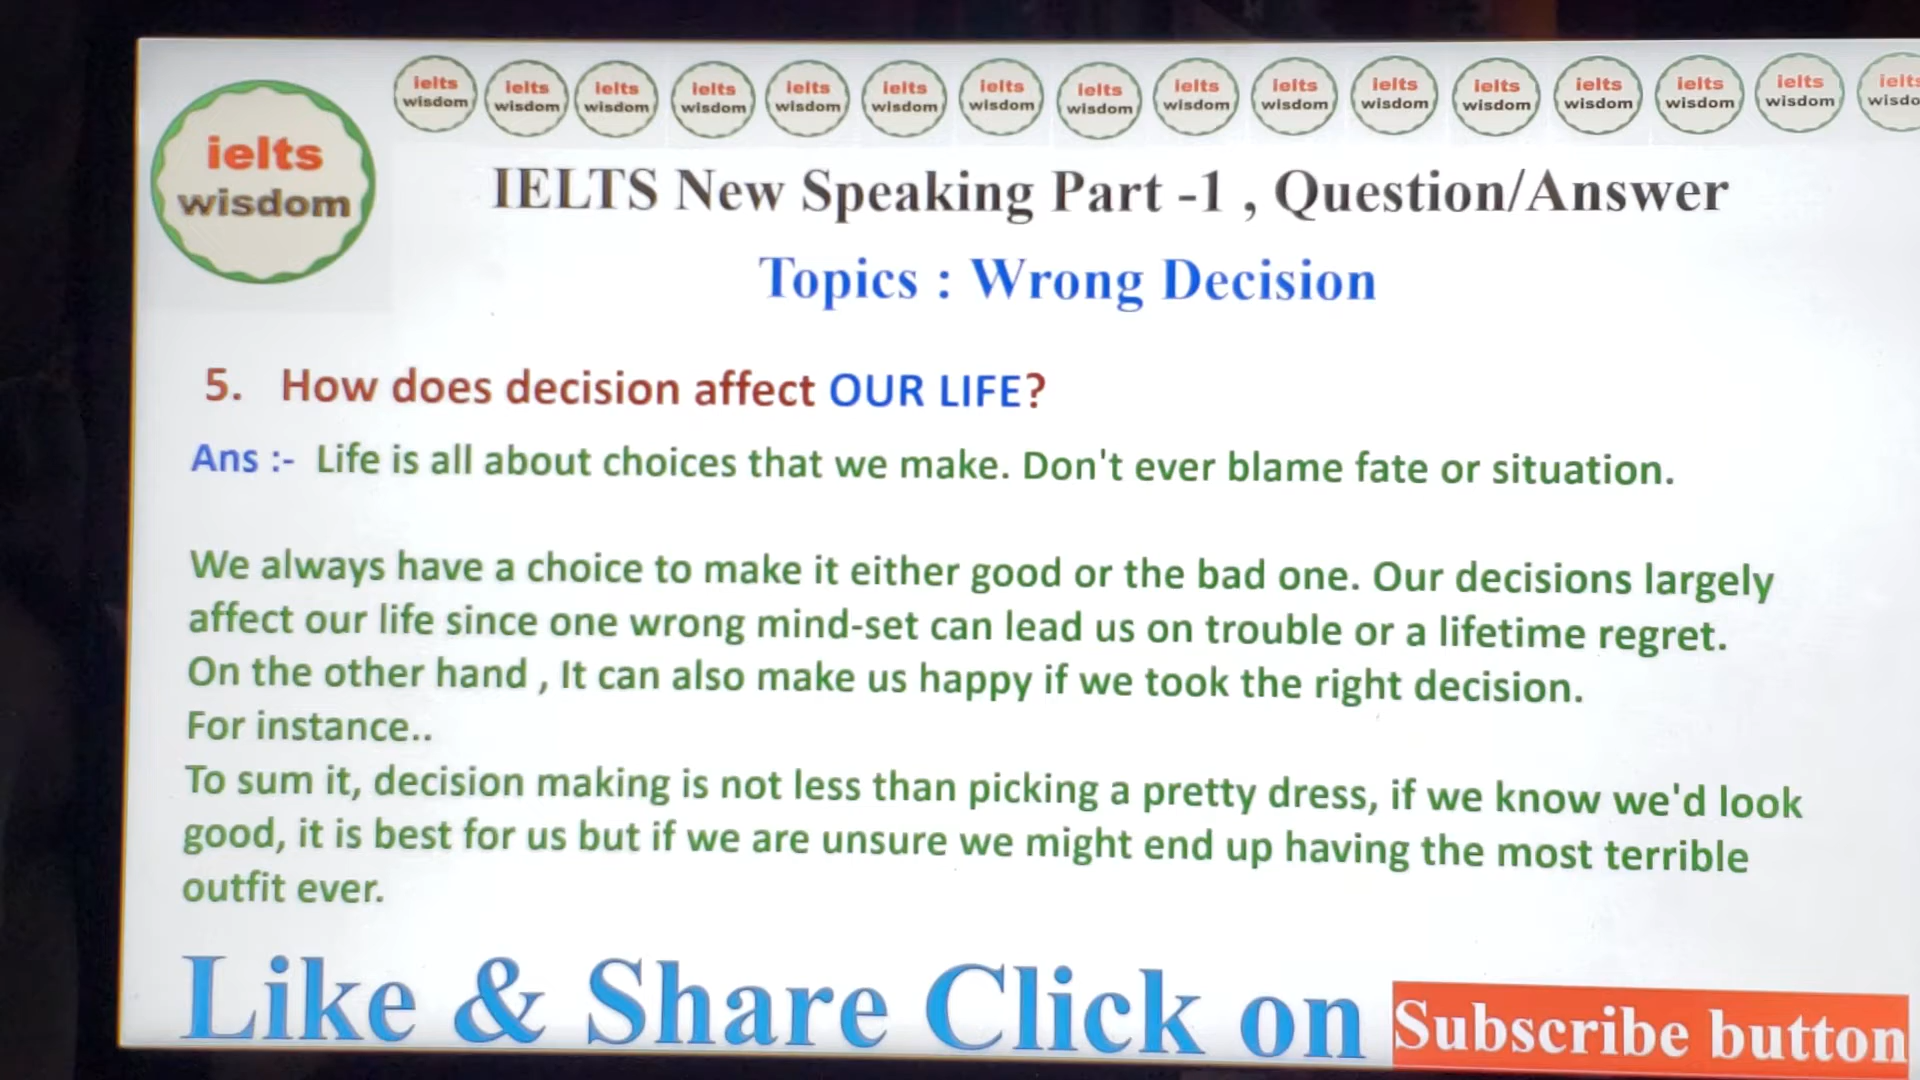 ielts wisdom ielts wisdom ielts wisdom ielts wisdom ielts wisdom ielts wisdom ielts wisdom ielts wisdom ielts wisdom ielts wisdom ielts wisdom ielts wisdom ielts wisdom ielts wisdom ielts wisdom ielts
ielts
wisdom
IELTS New Speaking Part -1 , Question/Answer
Topics : Wrong Decision
5. How does decision affect OUR LIFE?
Ans :- Life is all about choices that we make. Don't ever blame fate or situation.
We always have a choice to make it either good or the bad one. Our decisions largely
affect our life since one wrong mind-set can lead us on trouble or a lifetime regret.
On the other hand , It can also make us happy if we took the right decision.
For instance..
To sum it, decision making is not less than picking a pretty dress, if we know we'd look
good, it is best for us but if we are unsure we might end up having the most terrible
outfit ever.
Like & Share Click on Subscribe button